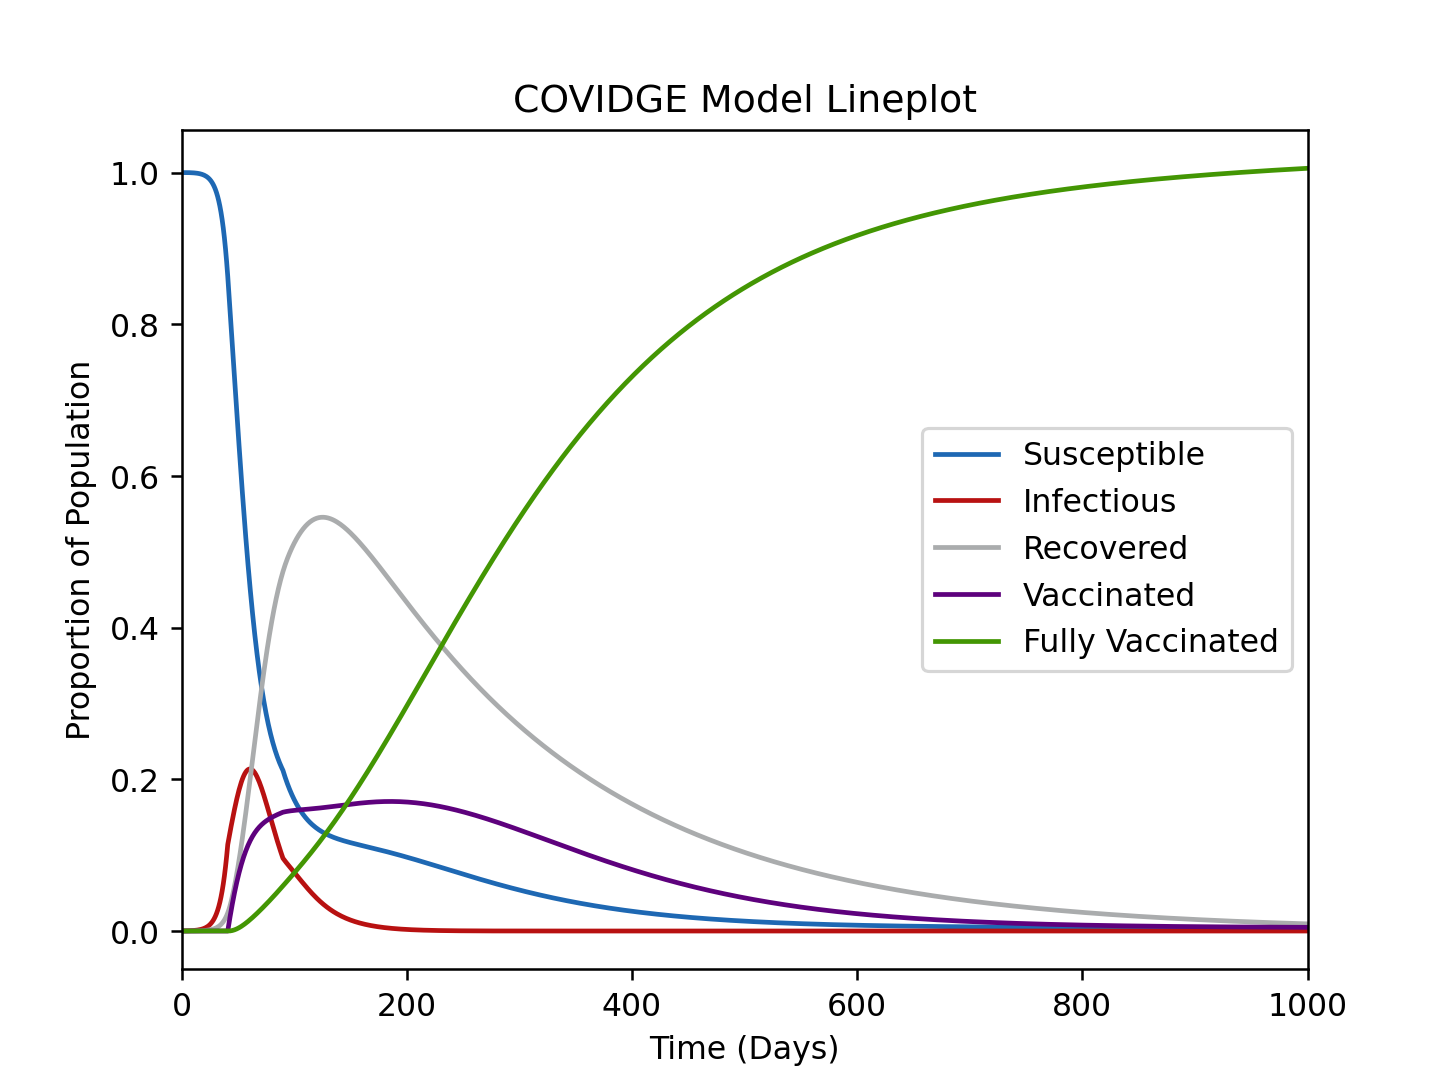 COVIDGE Model Lineplot
Proportion of Population
1.0
0.8
0.6
0.4
0.2
0.0
Susceptible
Infectious
Recovered
Vaccinated
Fully Vaccinated
0 200 400 600 800 1000
Time (Days)